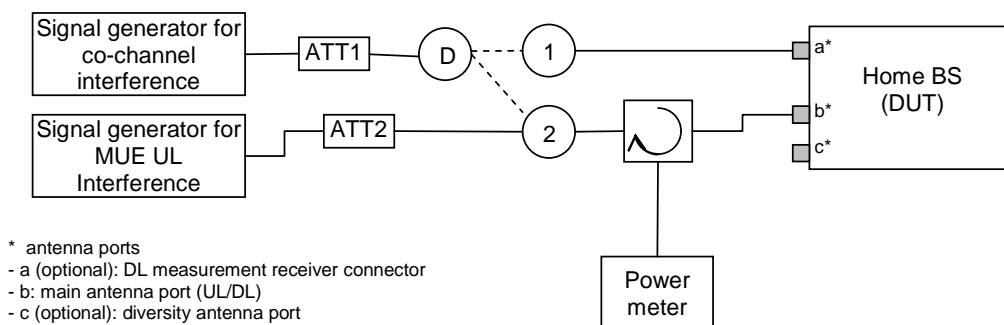 Signal generator for
co-channel
interference
ATT1
D
1
a*
Home BS
(DUT)
Signal generator for
MUE UL
Interference
ATT2
2
b*
c*
Power
meter
* antenna ports
- a (optional): DL measurement receiver connector
- b: main antenna port (UL/DL)
- c (optional): diversity antenna port